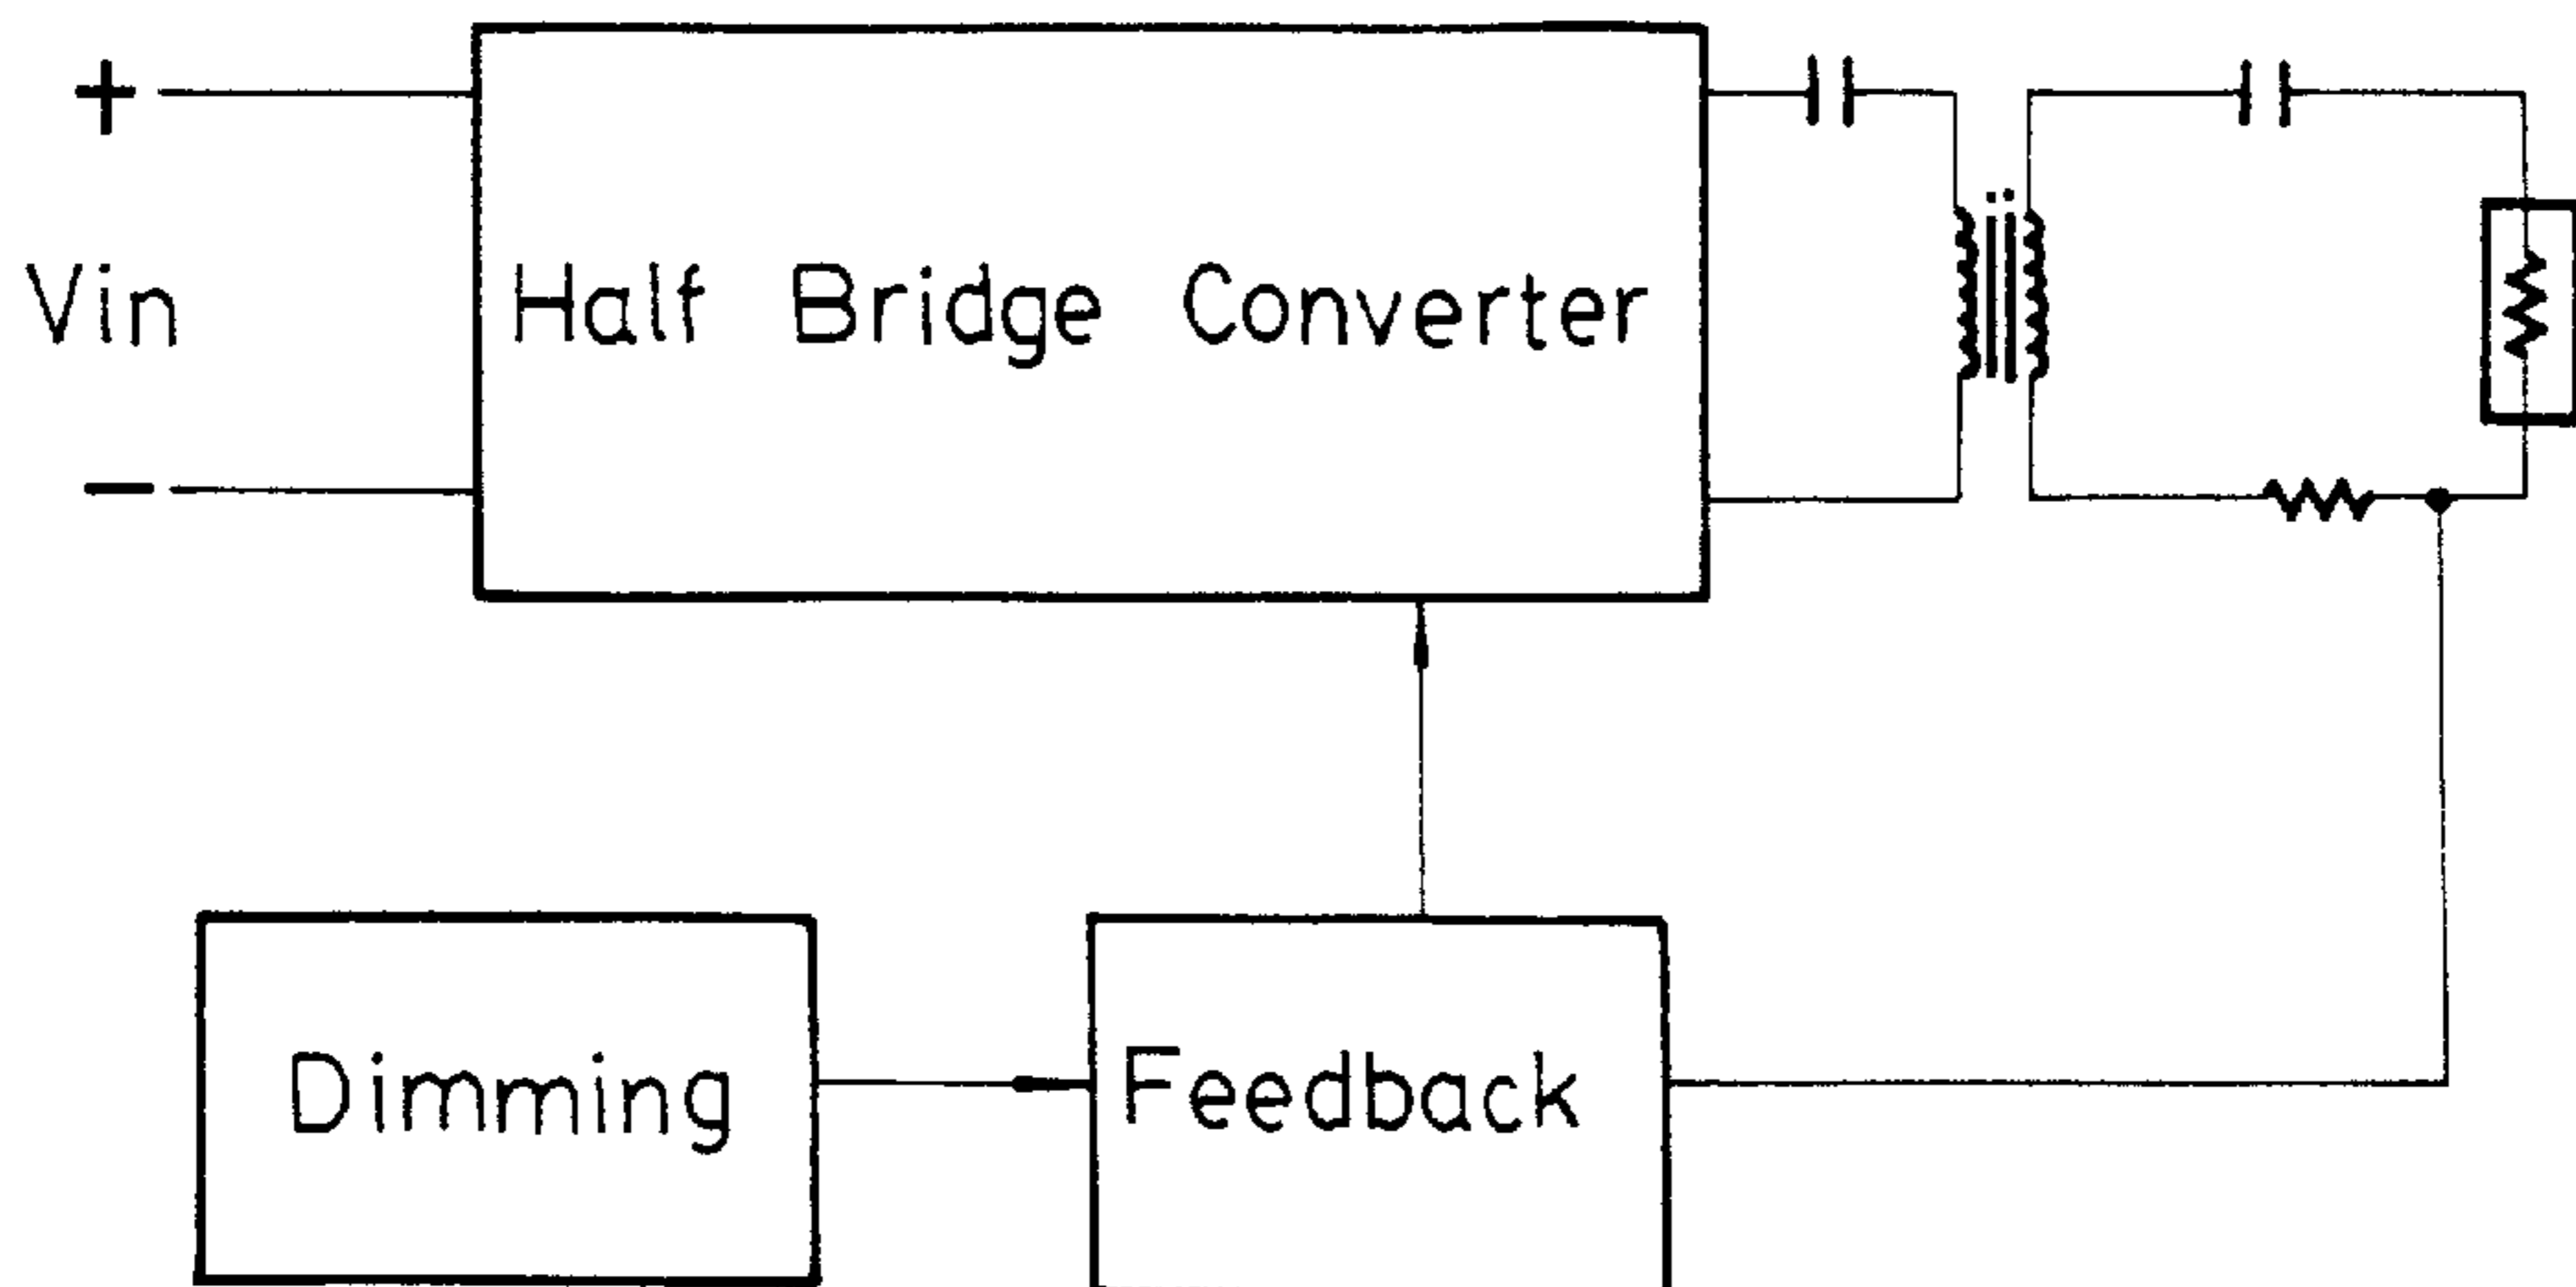 +
Vin
Half Bridge Converter
−
Dimming
Feedback